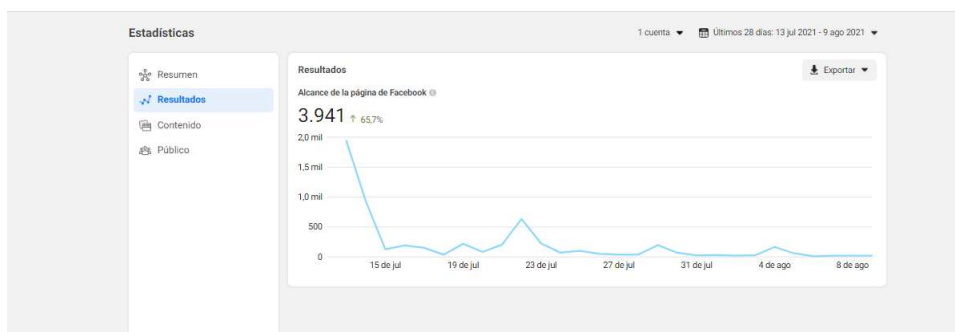 Estadísticas
1 cuenta
Últimos 28 días: 13 jul 2021 - 9 ago 2021
Resumen
Resultados
Contenido
Público
Resultados
Exportar
Alcance de la página de Facebook
3.941 ↑ 65,7%
2,0 mil
1,5 mil
1,0 mil
500
0
15 de jul 19 de jul 23 de jul 27 de jul 31 de jul 4 de ago 8 de ago